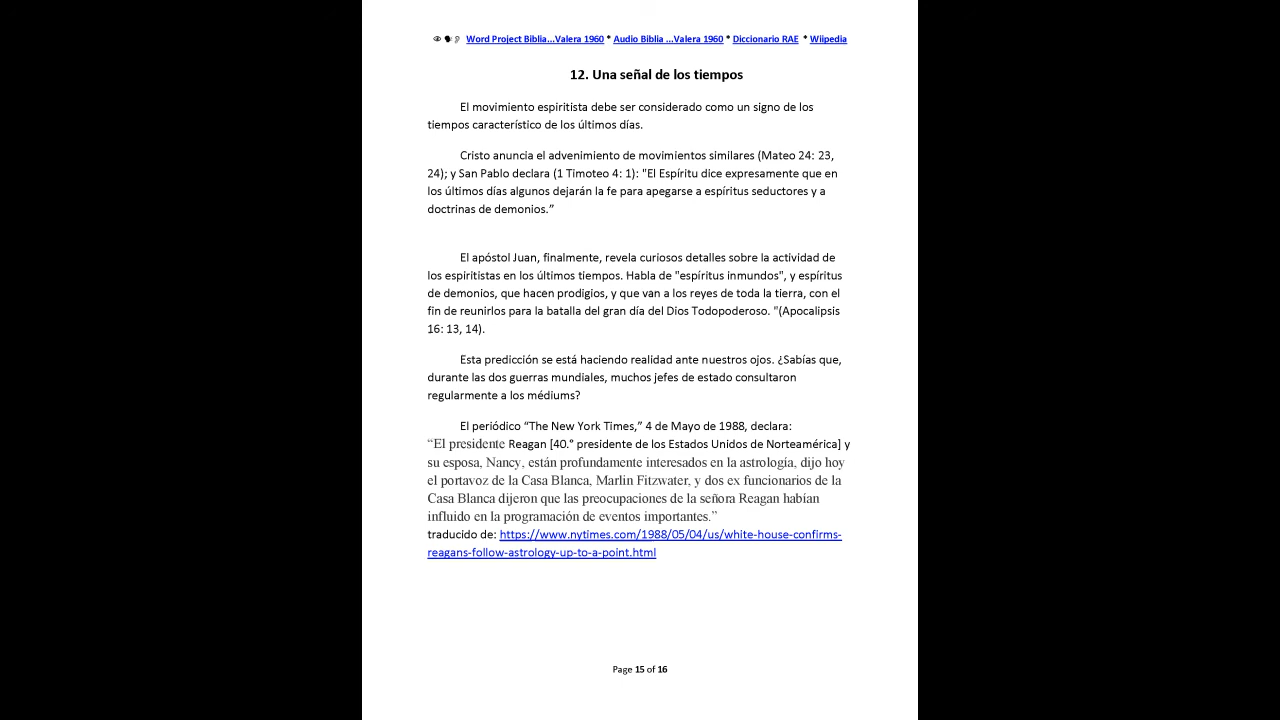 Word Project Biblia...Valera 1960 * Audio Biblia ...Valera 1960 * Diccionario RAE * Wiipedia
12. Una señal de los tiempos
El movimiento espiritista debe ser considerado como un signo de los
tiempos característico de los últimos días.
Cristo anuncia el advenimiento de movimientos similares (Mateo 24: 23,
24); y San Pablo declara (1 Timoteo 4: 1): "El Espíritu dice expresamente que en
los últimos días algunos dejarán la fe para apegarse a espíritus seductores y a
doctrinas de demonios.”
El apóstol Juan, finalmente, revela curiosos detalles sobre la actividad de
los espiritistas en los últimos tiempos. Habla de "espíritus inmundos", y espíritus
de demonios, que hacen prodigios, y que van a los reyes de toda la tierra, con el
fin de reunirlos para la batalla del gran día del Dios Todopoderoso. "(Apocalipsis
16: 13, 14).
Esta predicción se está haciendo realidad ante nuestros ojos. ¿Sabías que,
durante las dos guerras mundiales, muchos jefes de estado consultaron
regularmente a los médiums?
El periódico “The New York Times,” 4 de Mayo de 1988, declara:
“El presidente Reagan [40.° presidente de los Estados Unidos de Norteamérica] y
su esposa, Nancy, están profundamente interesados en la astrología, dijo hoy
el portavoz de la Casa Blanca, Marlin Fitzwater, y dos ex funcionarios de la
Casa Blanca dijeron que las preocupaciones de la señora Reagan habían
influido en la programación de eventos importantes.”
traducido de: https://www.nytimes.com/1988/05/04/us/white-house-confirms-
reagans-follow-astrology-up-to-a-point.html
Page 15 of 16